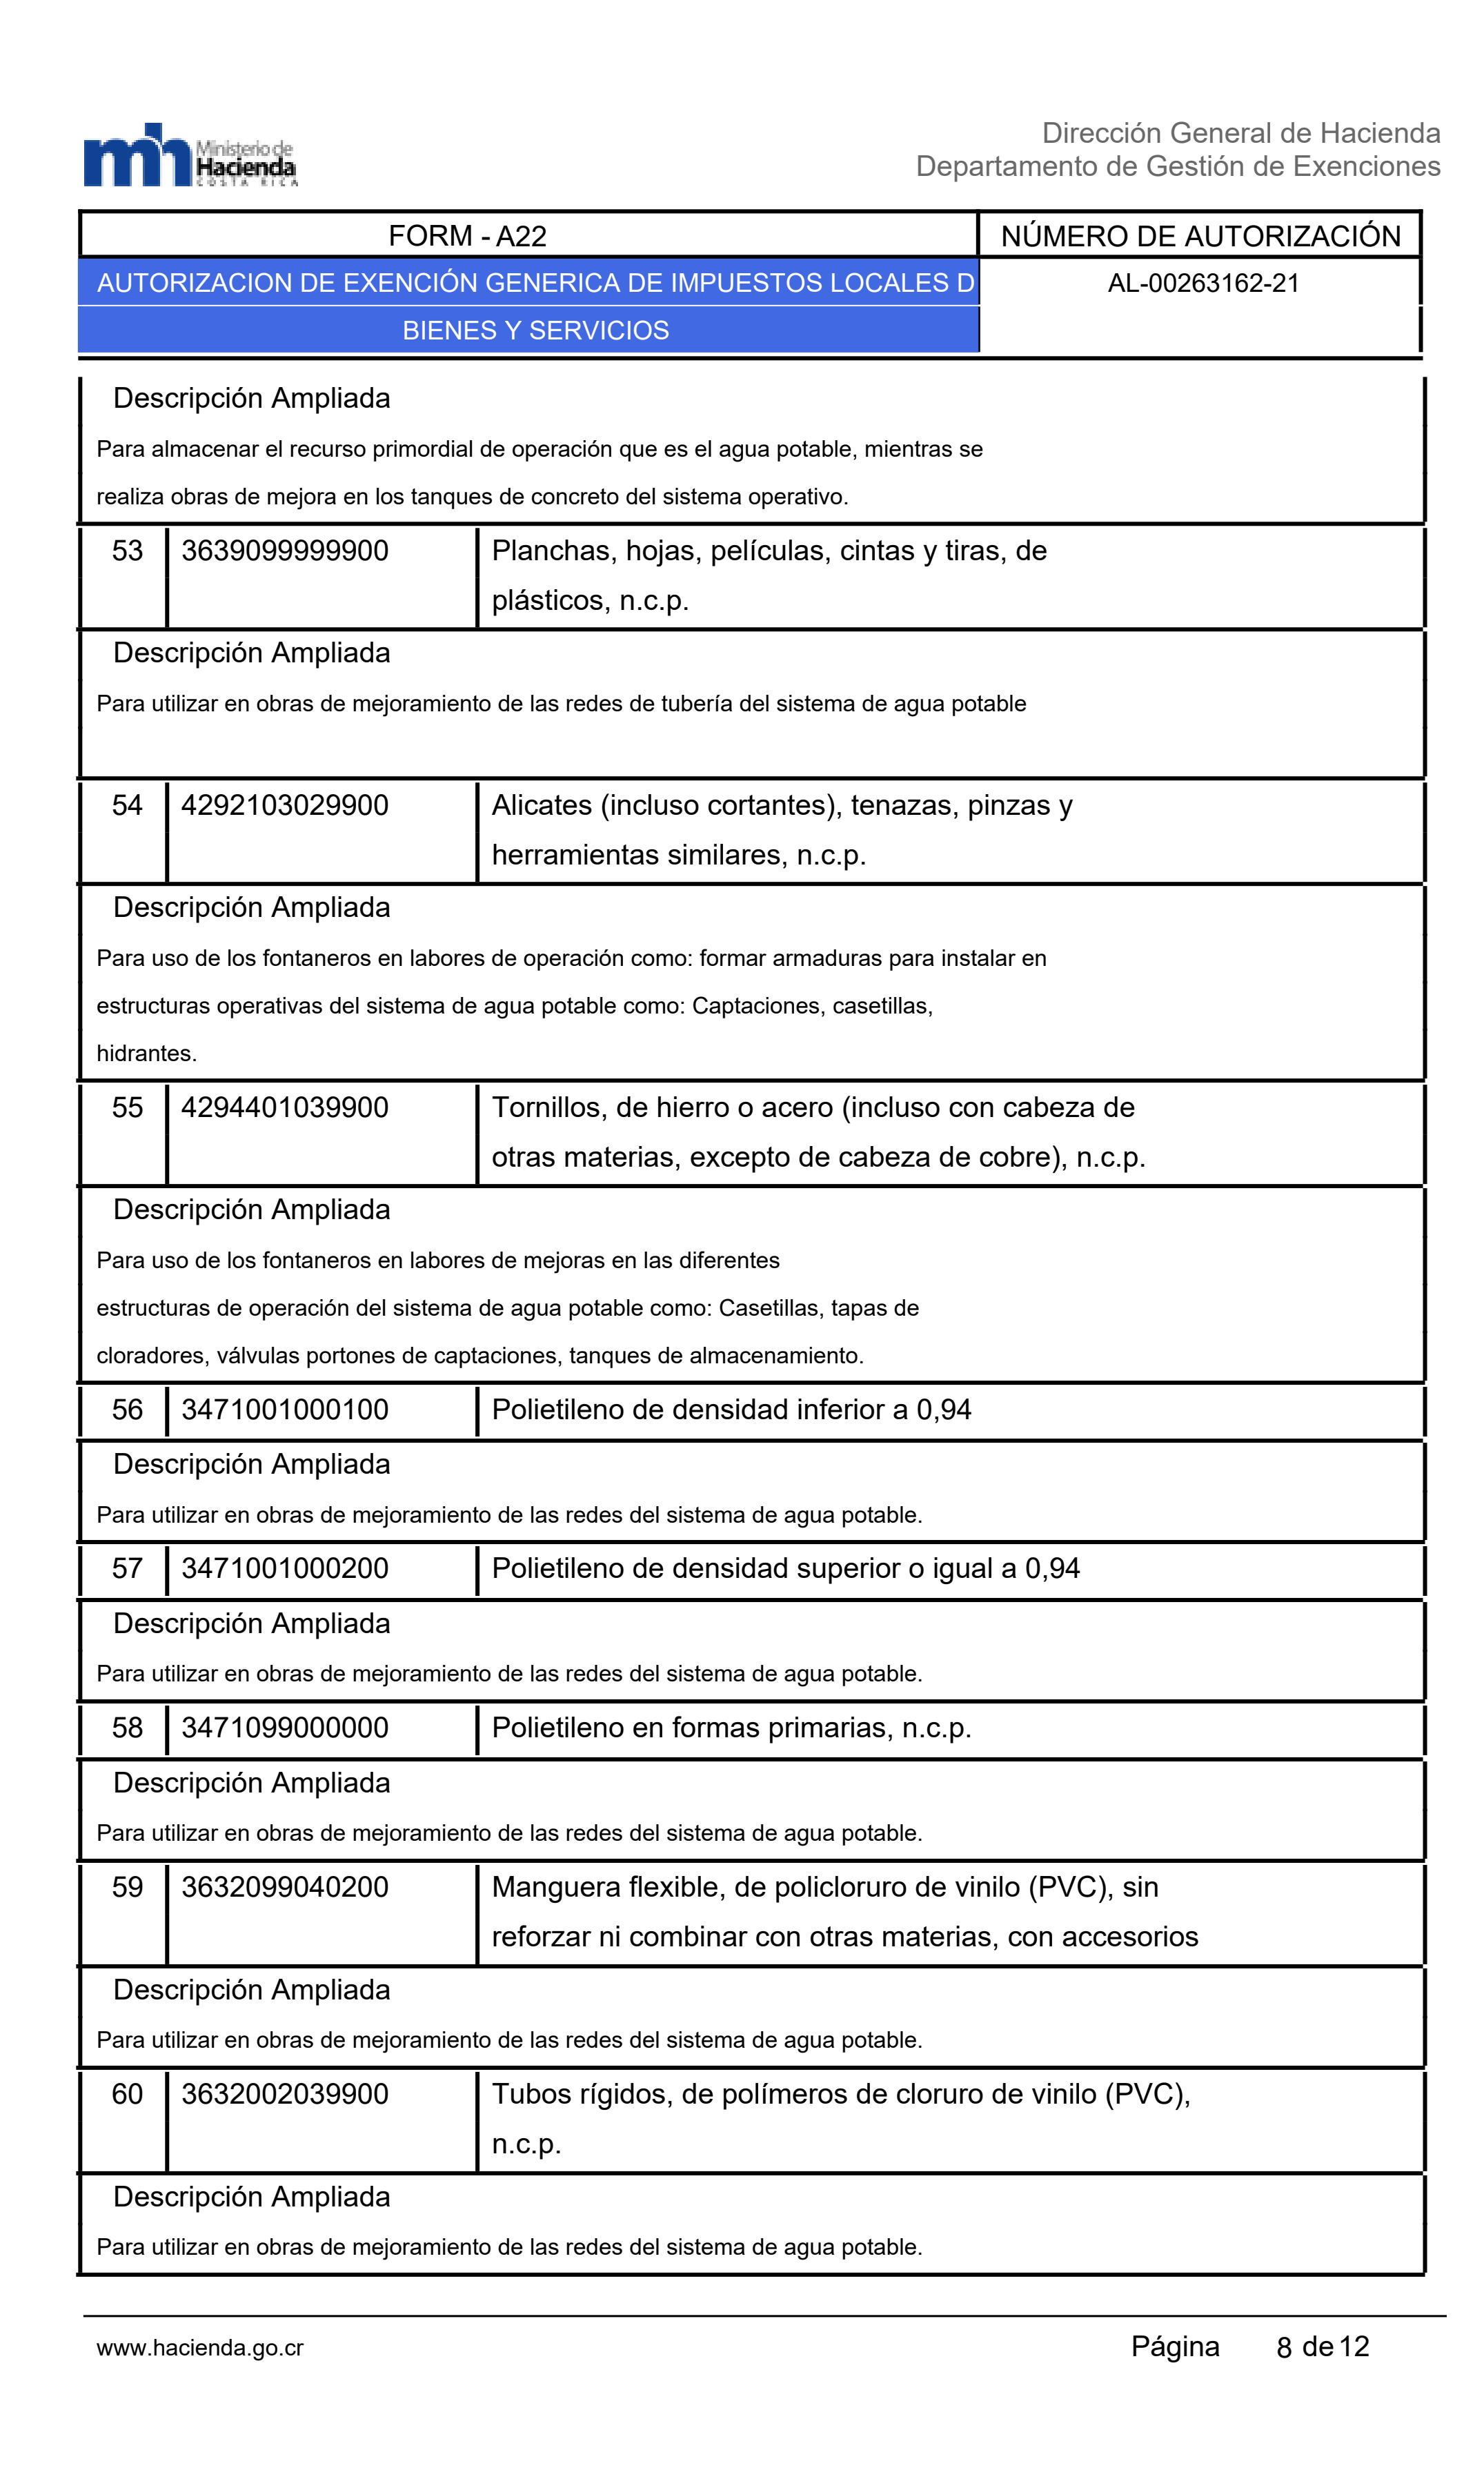 Ministerio de
Hacienda
COSTA RICA
Dirección General de Hacienda
Departamento de Gestión de Exenciones
FORM - A22
NÚMERO DE AUTORIZACIÓN
AUTORIZACION DE EXENCIÓN GENERICA DE IMPUESTOS LOCALES D
AL-00263162-21
BIENES Y SERVICIOS
Descripción Ampliada
Para almacenar el recurso primordial de operación que es el agua potable, mientras se
realiza obras de mejora en los tanques de concreto del sistema operativo.
53 3639099999900 Planchas, hojas, películas, cintas y tiras, de
plásticos, n.c.p.
Descripción Ampliada
Para utilizar en obras de mejoramiento de las redes de tubería del sistema de agua potable
54 4292103029900 Alicates (incluso cortantes), tenazas, pinzas y
herramientas similares, n.c.p.
Descripción Ampliada
Para uso de los fontaneros en labores de operación como: formar armaduras para instalar en
estructuras operativas del sistema de agua potable como: Captaciones, casetillas,
hidrantes.
55 4294401039900 Tornillos, de hierro o acero (incluso con cabeza de
otras materias, excepto de cabeza de cobre), n.c.p.
Descripción Ampliada
Para uso de los fontaneros en labores de mejoras en las diferentes
estructuras de operación del sistema de agua potable como: Casetillas, tapas de
cloradores, válvulas portones de captaciones, tanques de almacenamiento.
56 3471001000100 Polietileno de densidad inferior a 0,94
Descripción Ampliada
Para utilizar en obras de mejoramiento de las redes del sistema de agua potable.
57 3471001000200 Polietileno de densidad superior o igual a 0,94
Descripción Ampliada
Para utilizar en obras de mejoramiento de las redes del sistema de agua potable.
58 3471099000000 Polietileno en formas primarias, n.c.p.
Descripción Ampliada
Para utilizar en obras de mejoramiento de las redes del sistema de agua potable.
59 3632099040200 Manguera flexible, de policloruro de vinilo (PVC), sin
reforzar ni combinar con otras materias, con accesorios
Descripción Ampliada
Para utilizar en obras de mejoramiento de las redes del sistema de agua potable.
60 3632002039900 Tubos rígidos, de polímeros de cloruro de vinilo (PVC),
n.c.p.
Descripción Ampliada
Para utilizar en obras de mejoramiento de las redes del sistema de agua potable.
www.hacienda.go.cr
Página 8 de 12